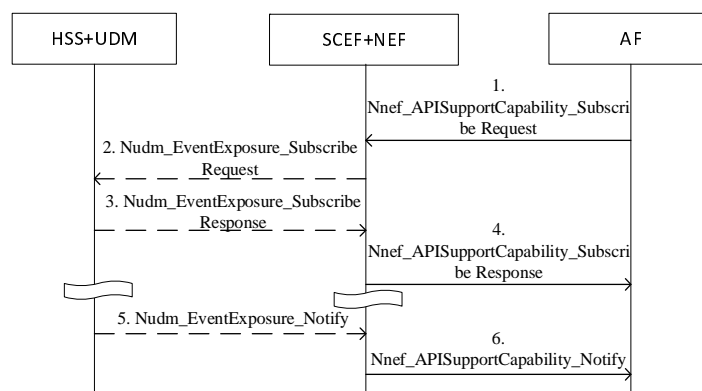 HSS+UDM
SCEF+NEF
AF
1.
Nnef_APISupportCapability_Subscri
be Request
2. Nudm_EventExposure_Subscribe
Request
3. Nudm_EventExposure_Subscribe
Response
4.
Nnef_APISupportCapability_Subscri
be Response
5. Nudm_EventExposure_Notify
6.
Nnef_APISupportCapability_Notify